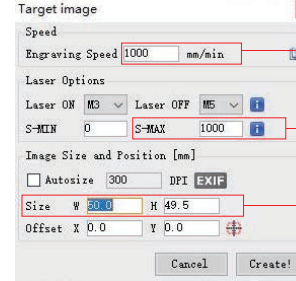 Target image
Speed
Engraving Speed 1000 mm/min
Laser Options
Laser ON M3 Laser OFF M5
S-MIN 0 S-MAX 1000
Image Size and Position [mm]
Autosize 300 DPI EXIF
Size W 50.0 H 49.5
Offset X 0.0 Y 0.0
Cancel Create!